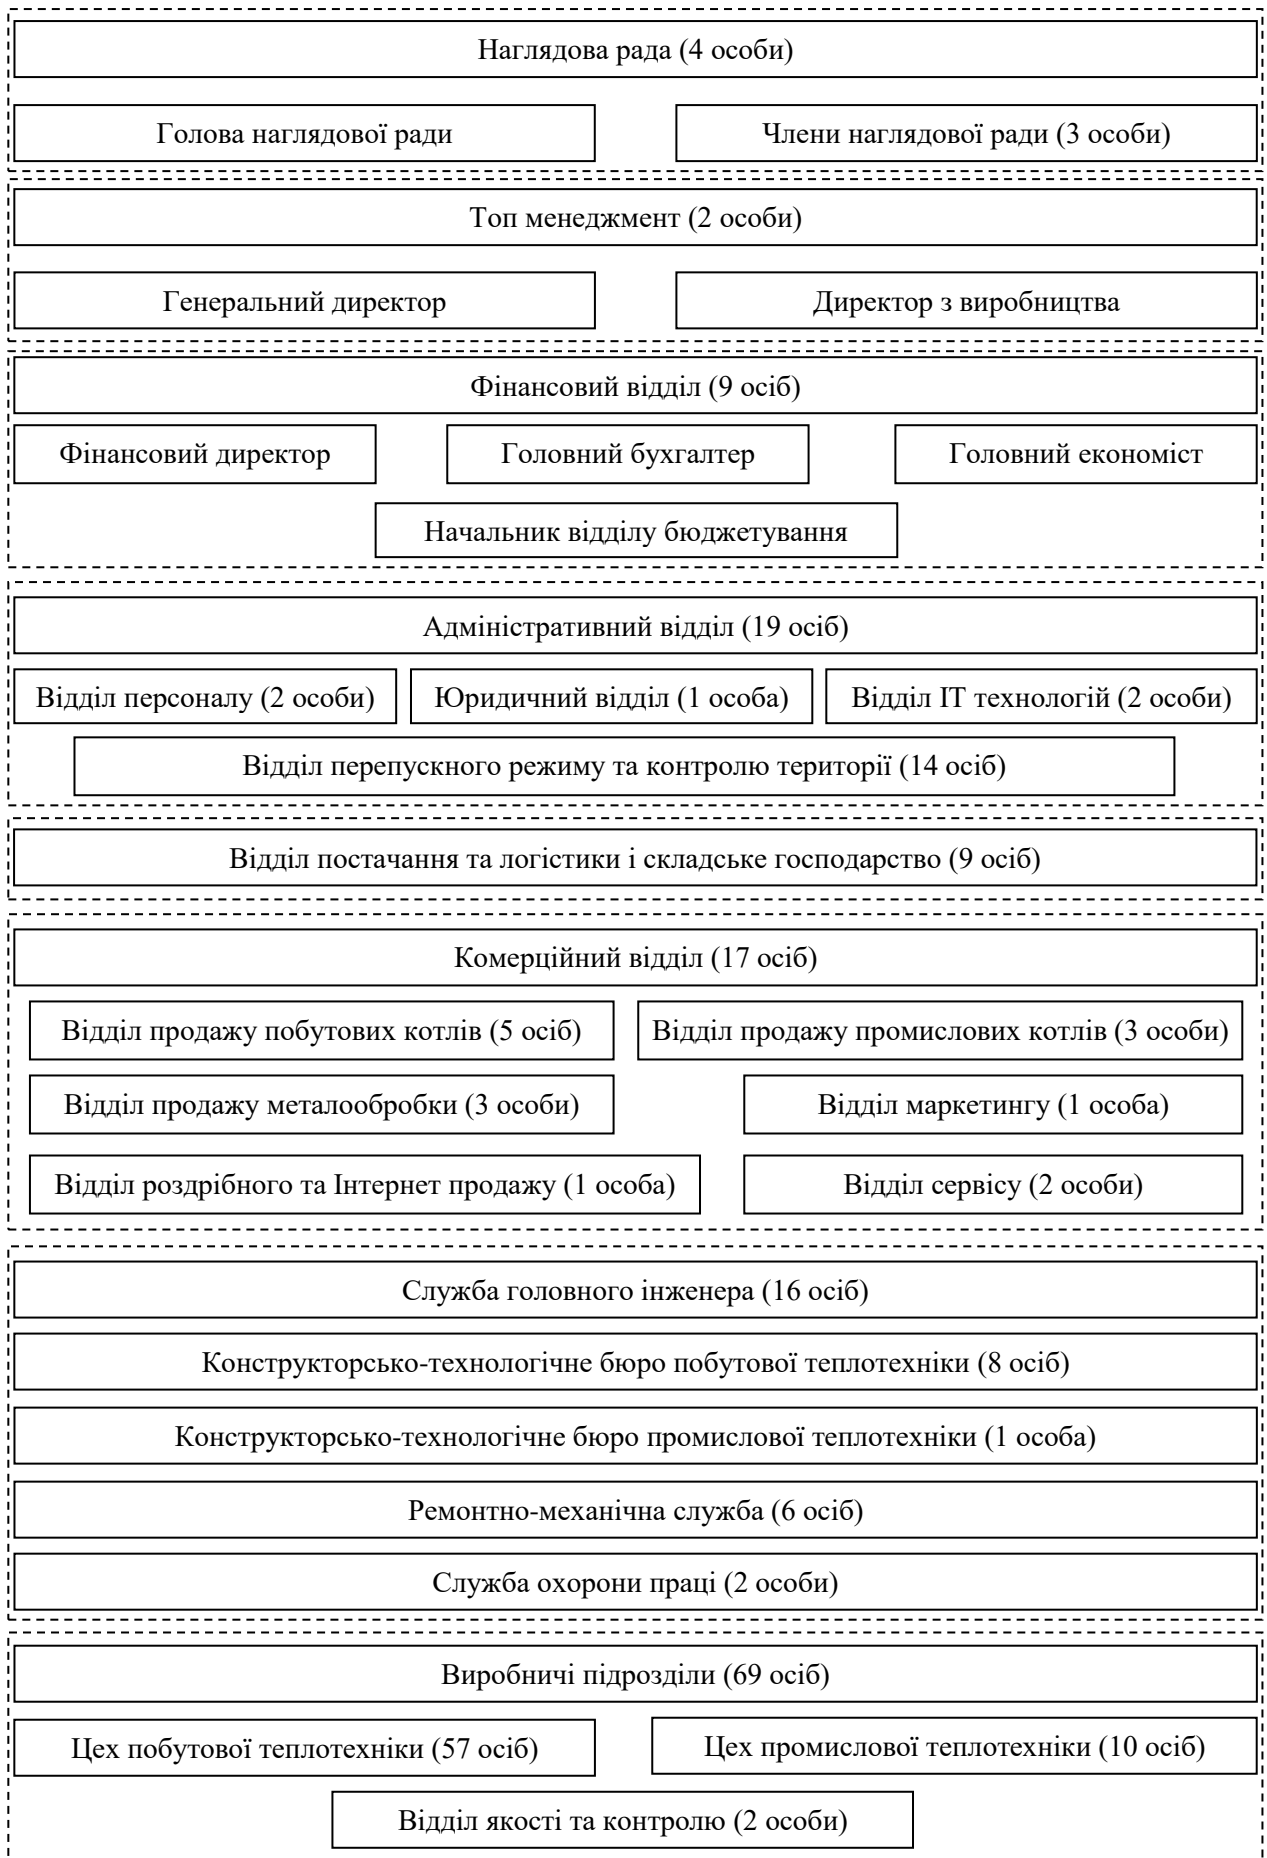 Наглядова рада (4 особи)
Голова наглядової ради
Члени наглядової ради (3 особи)
Топ менеджмент (2 особи)
Генеральний директор
Директор з виробництва
Фінансовий відділ (9 осіб)
Фінансовий директор
Головний бухгалтер
Головний економіст
Начальник відділу бюджетування
Адміністративний відділ (19 осіб)
Відділ персоналу (2 особи)
Юридичний відділ (1 особа)
Відділ ІТ технологій (2 особи)
Відділ перепускного режиму та контролю території (14 осіб)
Відділ постачання та логістики і складське господарство (9 осіб)
Комерційний відділ (17 осіб)
Відділ продажу побутових котлів (5 осіб)
Відділ продажу промислових котлів (3 особи)
Відділ продажу металообробки (3 особи)
Відділ маркетингу (1 особа)
Відділ роздрібного та Інтернет продажу (1 особа)
Відділ сервісу (2 особи)
Служба головного інженера (16 осіб)
Конструкторсько-технологічне бюро побутової теплотехніки (8 осіб)
Конструкторсько-технологічне бюро промислової теплотехніки (1 особа)
Ремонтно-механічна служба (6 осіб)
Служба охорони праці (2 особи)
Виробничі підрозділи (69 осіб)
Цех побутової теплотехніки (57 осіб)
Цех промислової теплотехніки (10 осіб)
Відділ якості та контролю (2 особи)